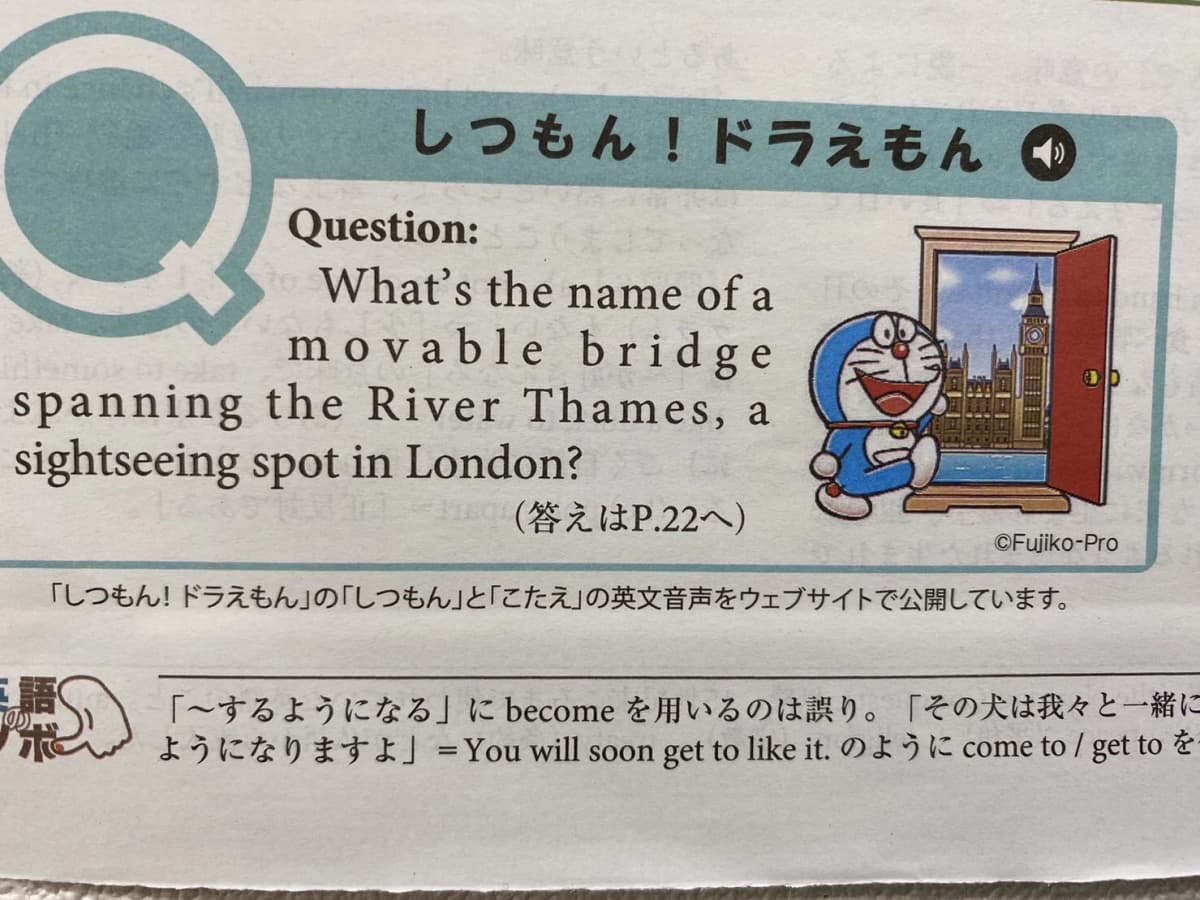 しつもん！ドラえもん
Question:
What's the name of a
movable bridge
spanning the River Thames, a
sightseeing spot in London?
(答えはP.22へ)
©Fujiko-Pro
「しつもん! ドラえもん」の「しつもん」と「こたえ」の英文音声をウェブサイトで公開しています。
語
の
ボ
「〜するようになる」に become を用いるのは誤り。「その犬は我々と一緒に
ようになりますよ」＝You will soon get to like it. のように come to / get to を